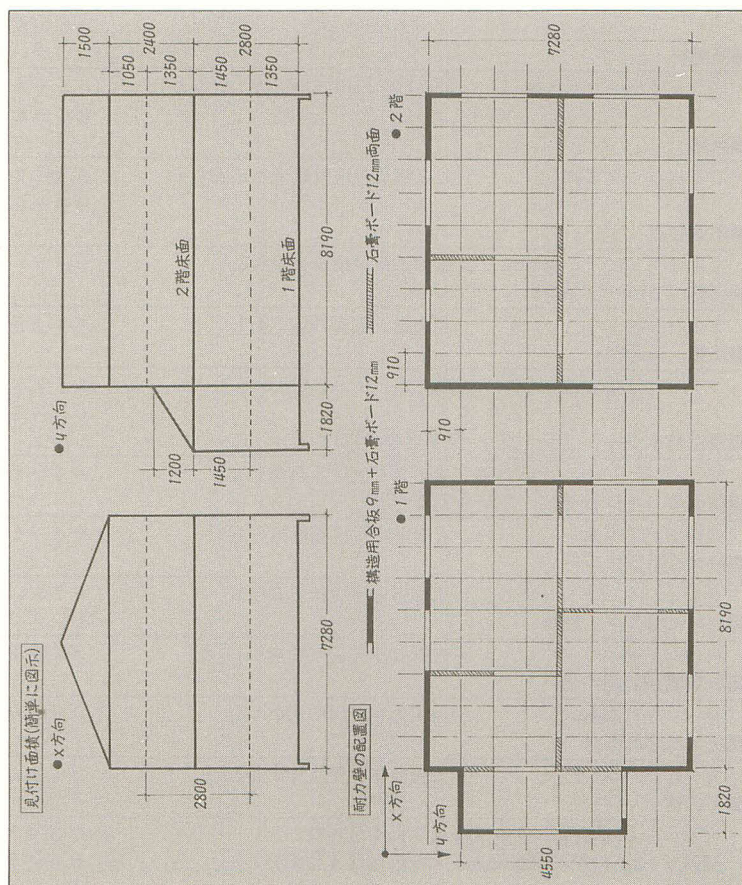 見付け面積(簡単に図示)
●X方向
7280
2800
●y方向
1500
2400
2800
1050
1350
1450
1350
2階床面
1階床面
8190
1820
1200
1450
耐力壁の配置図
構造用合板9mm+石膏ボード12mm
石膏ボード12mm両面
X方向
y方向
●1階
4550
1820
8190
●2階
910
910
7280